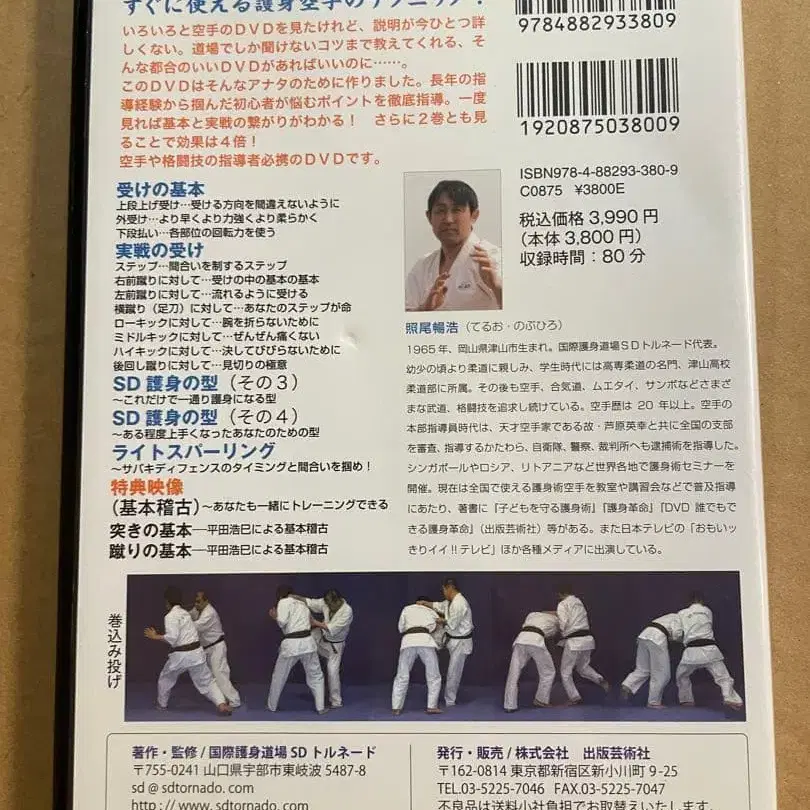 すぐに使える護身空手のテクニック!
いろいろと空手のDVDを見たけれど、説明が今ひとつ詳
しくない。道場でしか聞けないコツまで教えてくれる、そ
んな都合のいいDVDがあればいいのに……。
このDVDはそんなアナタのために作りました。長年の指
導経験から掴んだ初心者が悩むポイントを徹底指導。一度
見れば基本と実戦の繋がりがわかる! さらに2巻とも見
ることで効果は4倍!
空手や格闘技の指導者必携のDVDです。
9784882933809
1920875038009
ISBN978-4-88293-380-9
C0875 ¥3800E
税込価格 3,990円
(本体 3,800円)
収録時間:80分
受けの基本
上段上げ受け…受ける方向を間違えないように
外受け…より早くより力強くより柔らかく
下段払い…各部位の回転力を使う
実戦の受け
ステップ…間合いを制するステップ
右前蹴りに対して…受けの中の基本の基本
左前蹴りに対して…流れるように受ける
横蹴り(足刀)に対して…あなたのステップが命
ローキックに対して…腕を折らないために
ミドルキックに対して…ぜんぜん痛くない
ハイキックに対して…決してびびらないために
後回し蹴りに対して…見切りの極意
SD護身の型(その3)
〜これだけで一通り護身になる型
SD護身の型(その4)
〜ある程度上手くなったあなたのための型
ライトスパーリング
〜サバキディフェンスのタイミングと間合いを掴め!
特典映像
(基本稽古)〜あなたも一緒にトレーニングできる
突きの基本―平田浩巳による基本稽古
蹴りの基本―平田浩巳による基本稽古
照尾暢浩(てるお・のぶひろ)
1965年、岡山県津山市生まれ。国際護身道場SDトルネード代表。
幼少の頃より柔道に親しみ、学生時代には高専柔道の名門、津山高校
柔道部に所属。その後も空手、合気道、ムエタイ、サンボなどさまざ
まな武道、格闘技を追求し続けている。空手歴は20年以上。空手の
本部指導員時代は、天才空手家である故・芦原英幸と共に全国の支部
を審査、指導するかたわら、自衛隊、警察、裁判所へも逮捕術を指導した。
シンガポールやロシア、リトアニアなど世界各地で護身術セミナーを
開催。現在は全国で使える護身術空手を教室や講習会などで普及指導
にあたり、著書に「子どもを守る護身術」「護身革命」「DVD 誰でもで
きる護身革命」(出版芸術社)等がある。また日本テレビの「おもいッ
きりイイ!!テレビ」ほか各種メディアに出演している。
巻込み投げ
著作・監修/国際護身道場SDトルネード
〒755-0241 山口県宇部市東岐波 5487-8
sd@sdtornado.com
http://www.sdtornado.com
発行・販売/株式会社 出版芸術社
〒162-0814 東京都新宿区新小川町 9-25
TEL.03-5225-7046 FAX.03-5225-7047
不良品は送料小社負担でお取替えいたします。